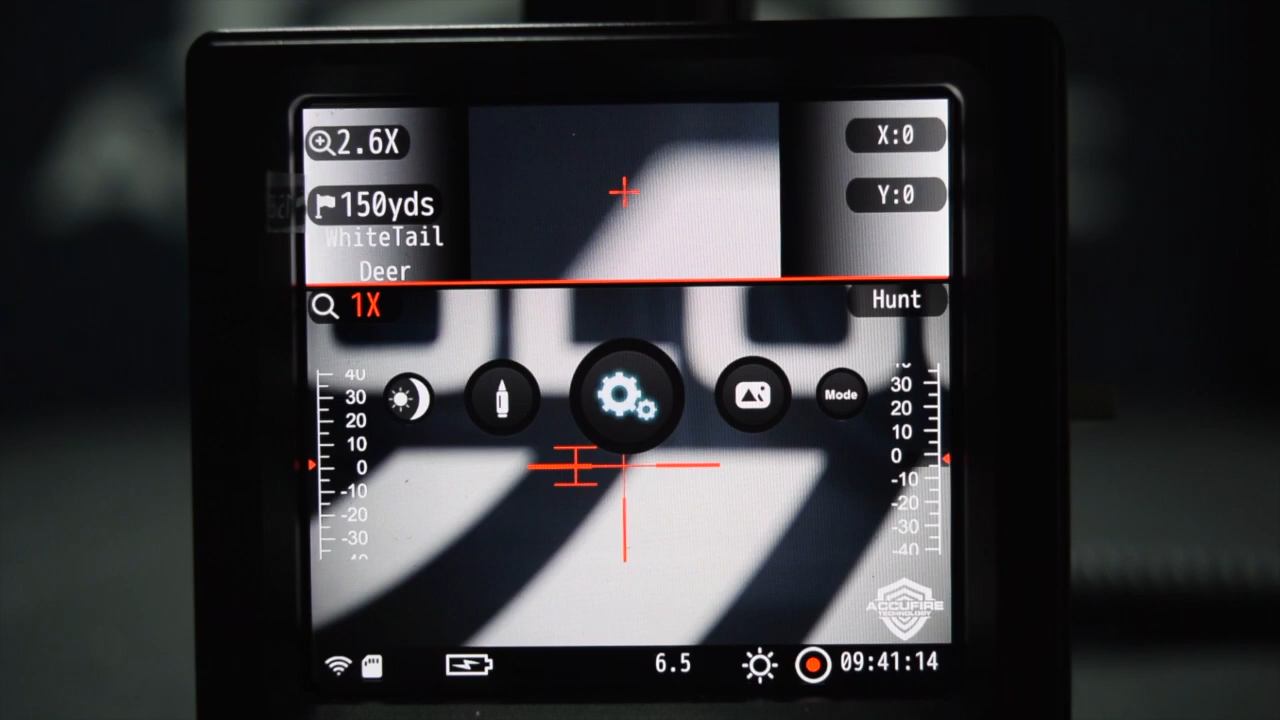 2.6X
150yds
WhiteTail
Deer
X:0
Y:0
1X
Hunt
Mode
40
30
20
10
0
-10
-20
-30
30
20
10
0
-10
-20
-30
-40
ACCUFIRE
TECHNOLOGY
6.5
09:41:14